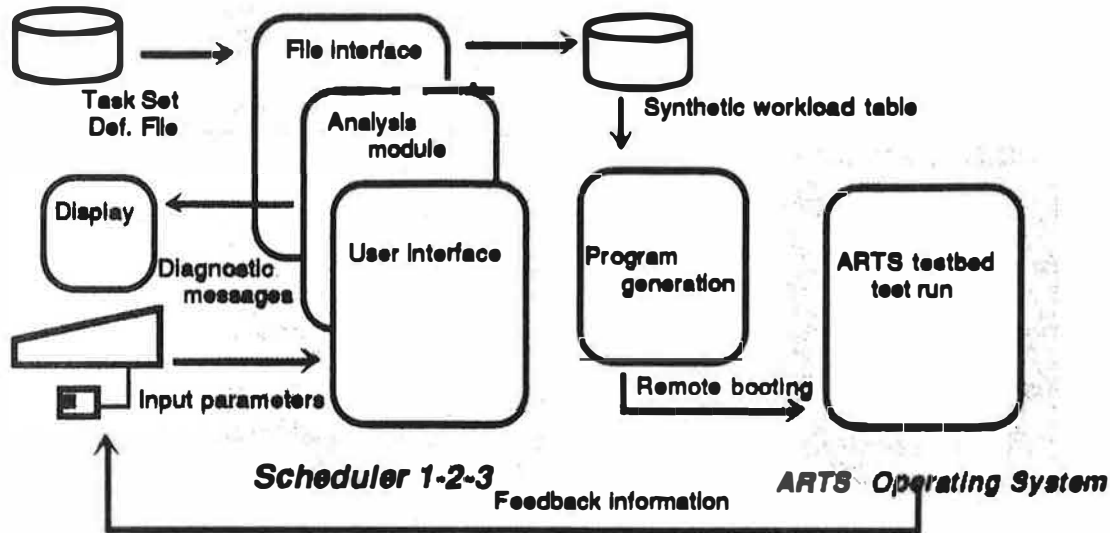 File interface
Task Set
Def. File
Synthetic workload table
Analysis
module
Display
User interface
Program
generation
ARTS testbed
test run
Diagnostic
messages
Input parameters
Remote booting
Scheduler 1-2-3
ARTS Operating System
Feedback information